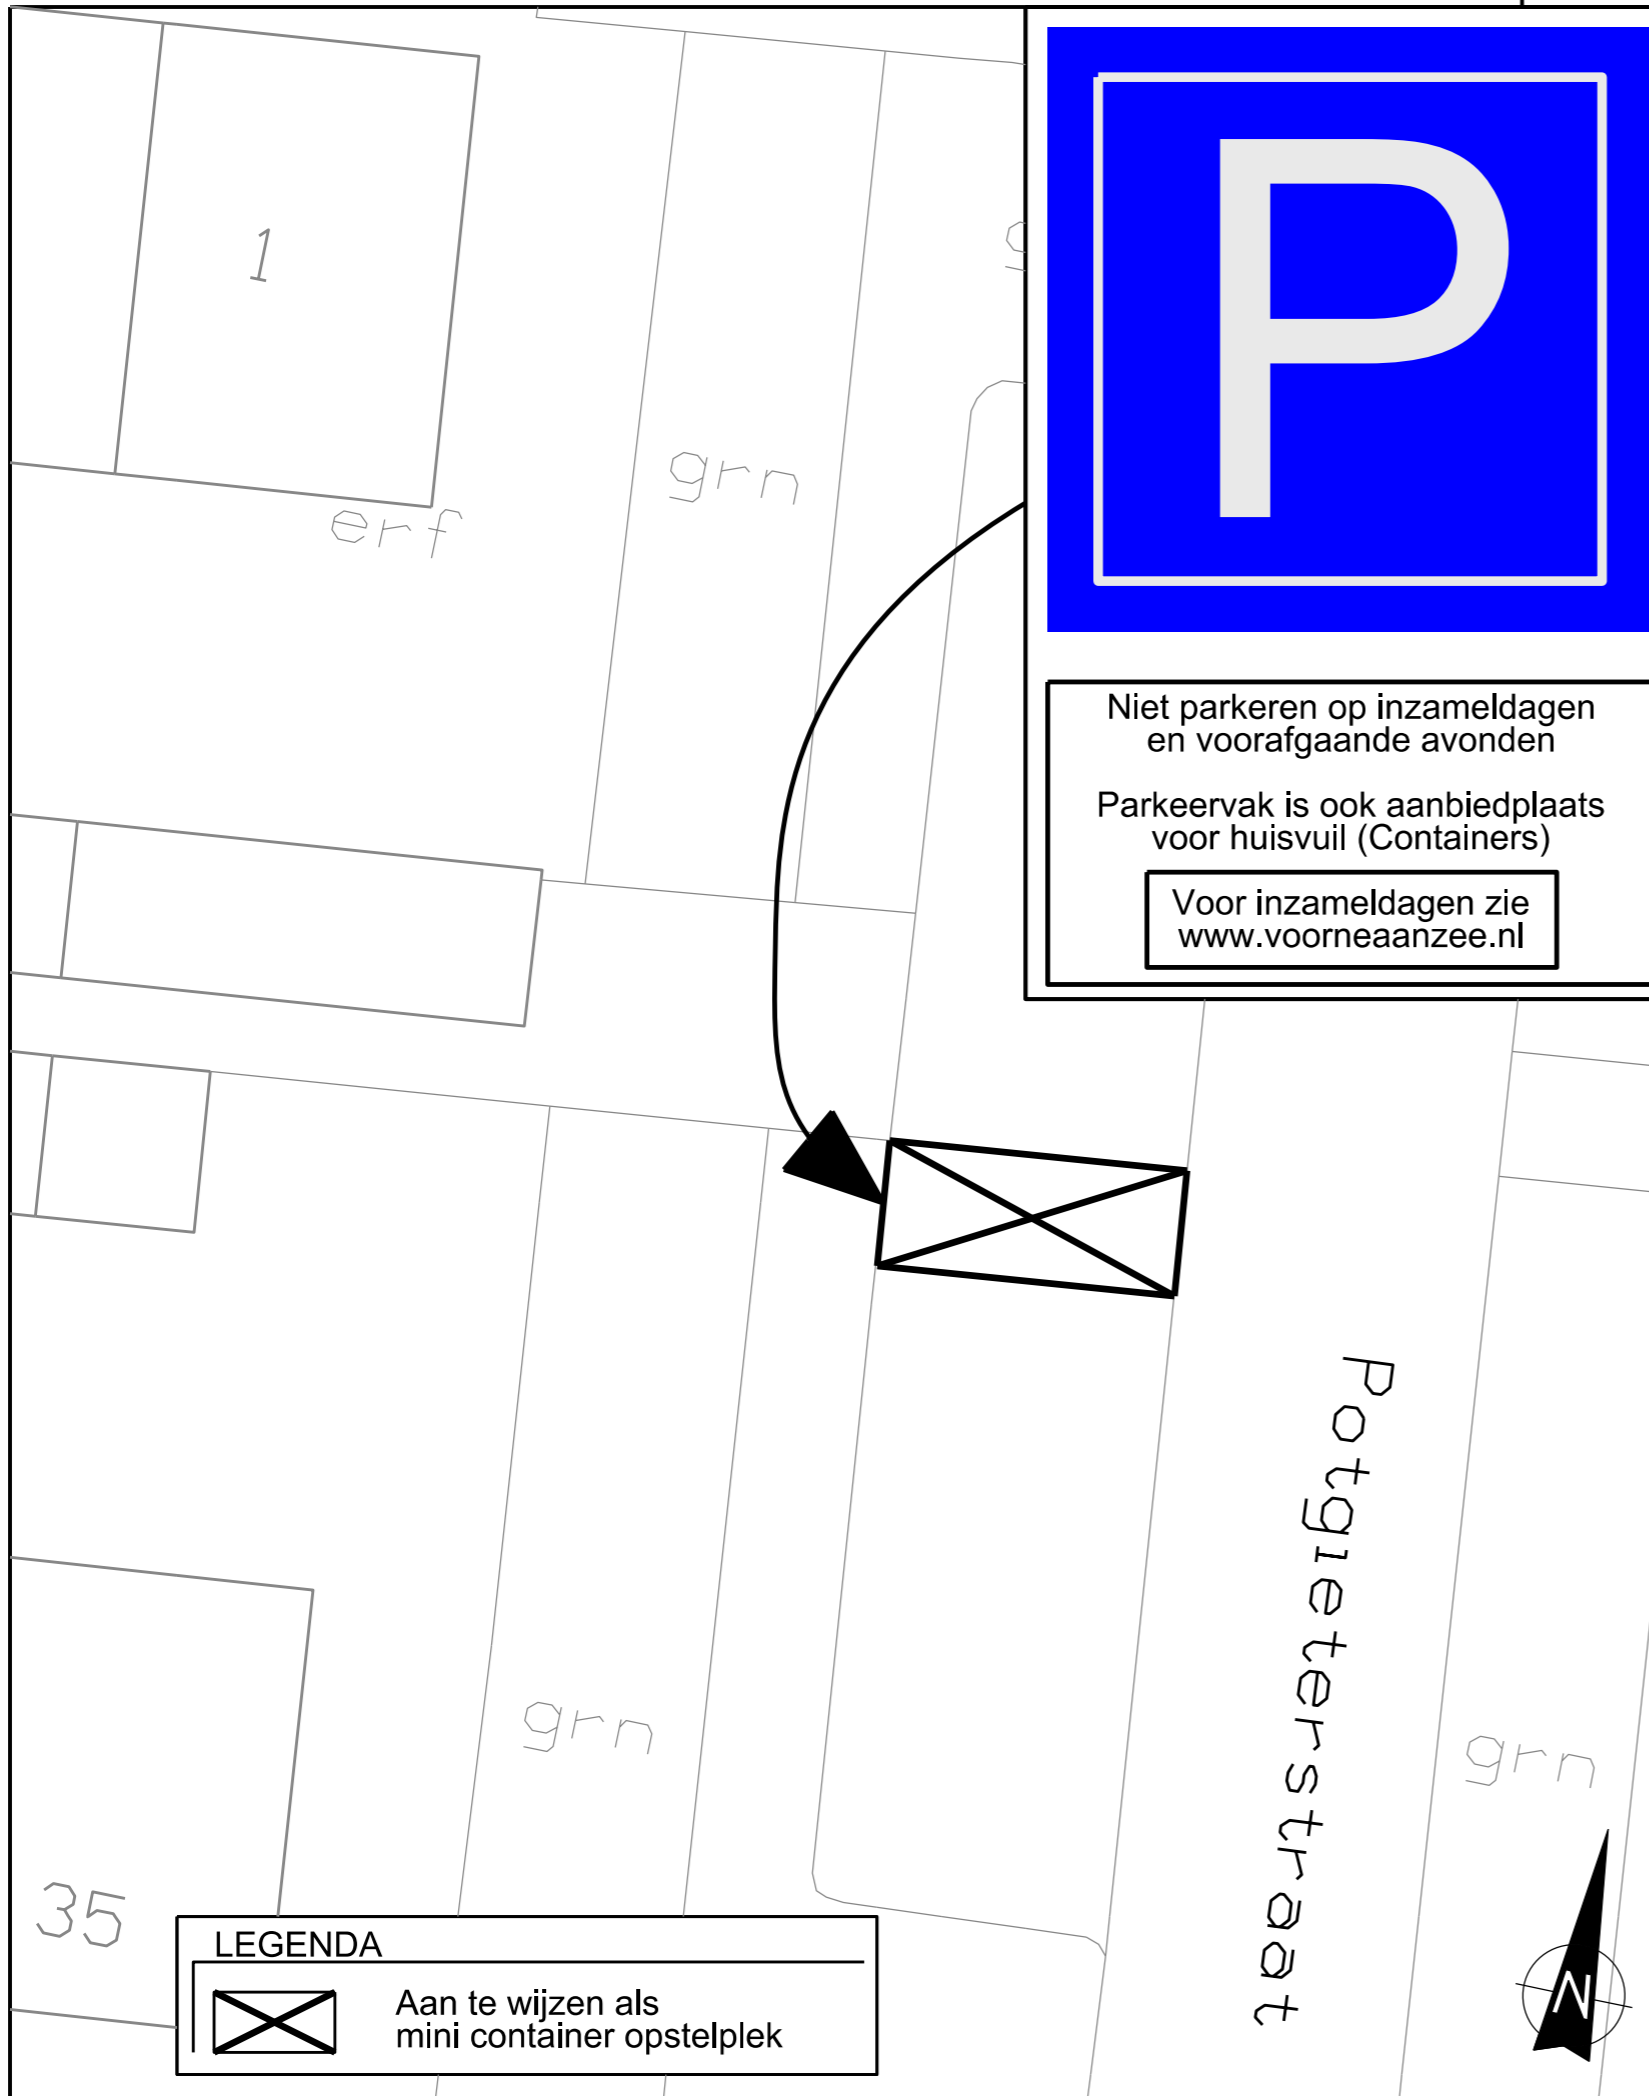 1
P
grn
erf
Niet parkeren op inzameldagen
en voorafgaande avonden
Parkeervak is ook aanbiedplaats
voor huisvuil (Containers)
Voor inzameldagen zie
www.voorneaanzee.nl
Potgieterstraat
grn
grn
35
LEGENDA
Aan te wijzen als
mini container opstelplek
N